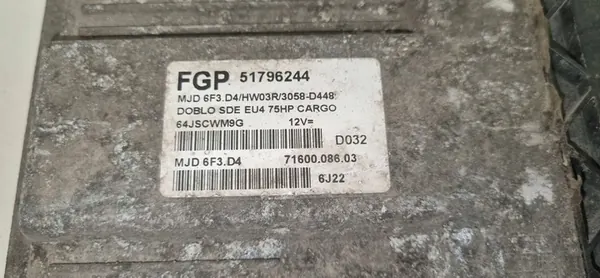 FGP 51796244
MJD 6F3.D4/HW03R/3058-D448:
DOBLO SDE EU4 75HP CARGO
64JSCWM9G 12V=
D032
MJD 6F3.D4 71600.086.03
6J22